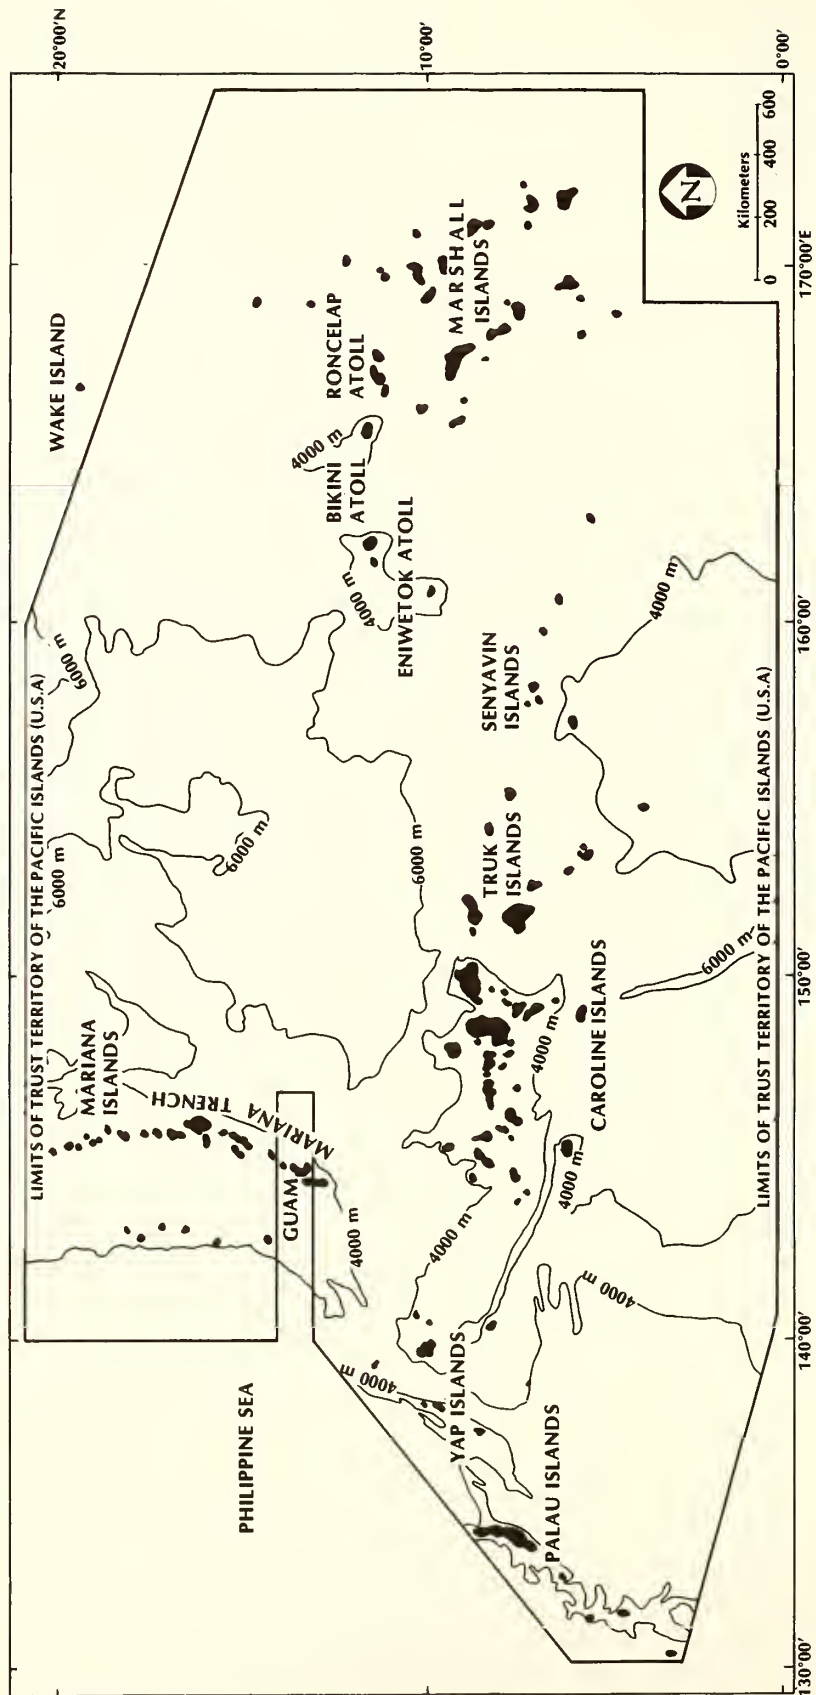 20°00'N
10°00'
0°00'
WAKE ISLAND
LIMITS OF TRUST TERRITORY OF THE PACIFIC ISLANDS (U.S.A)
6000 m
6000 m
6000 m
6000 m
MARIANA
ISLANDS
MARIANA TRENCH
GUAM
4000 m
PHILIPPINE SEA
RONCELAP
ATOLL
4000 m
BIKINI
ATOLL
4000 m
ENIWETOK ATOLL
MARSHALL
ISLANDS
SENYAVIN
ISLANDS
TRUK
ISLANDS
CAROLINE ISLANDS
4000 m
4000 m
4000 m
4000 m
4000 m
YAP ISLANDS
PALAU ISLANDS
4000 m
6000 m
LIMITS OF TRUST TERRITORY OF THE PACIFIC ISLANDS (U.S.A)
N
Kilometers
0 200 400 600
130°00'
140°00'
150°00'
160°00'
170°00'E